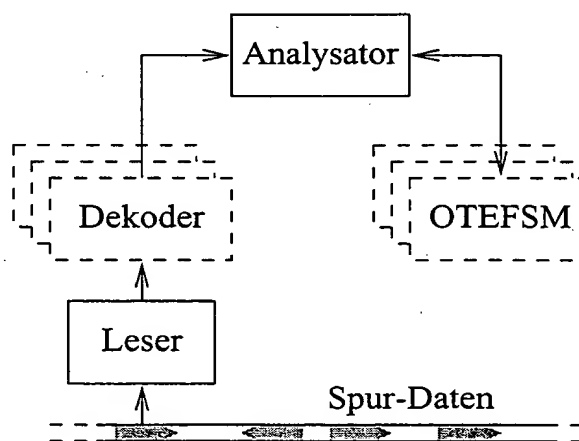 Analysator
Dekoder
OTEFSM
Leser
Spur-Daten